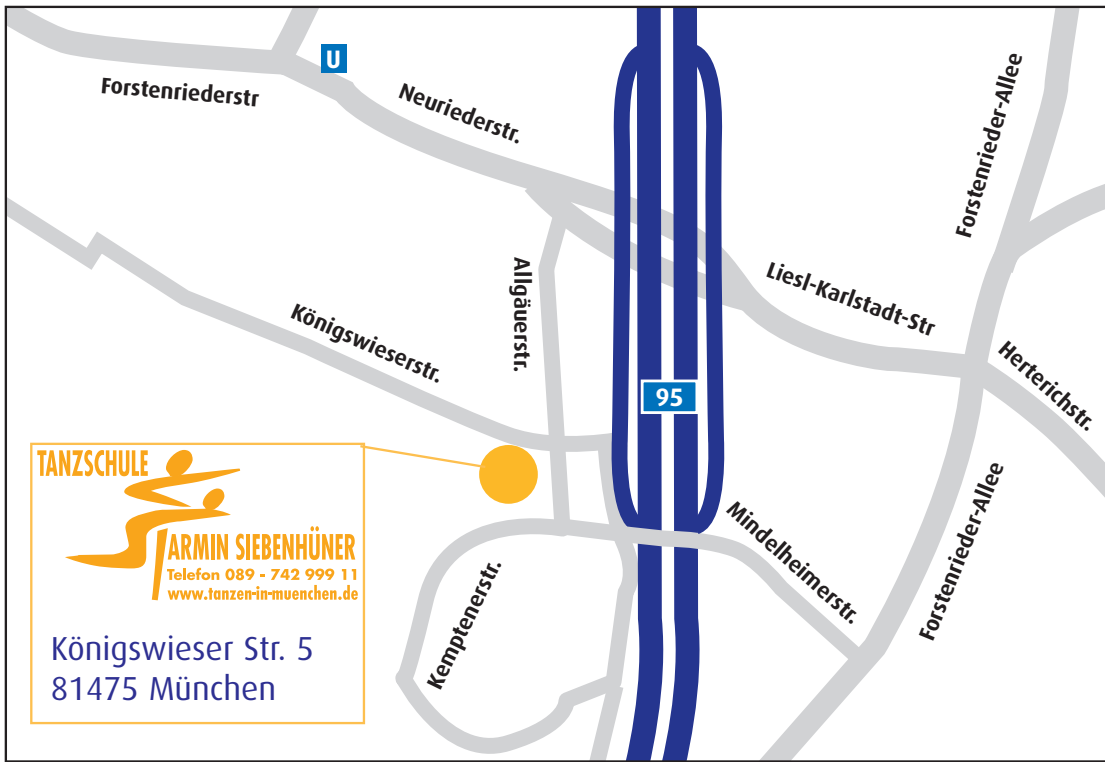 U
Forstenriederstr
Neuriederstr.
Forstenrieder-Allee
Allgäuerstr.
Liesl-Karlstadt-Str
Königswieserstr.
Herterichstr.
95
TANZSCHULE
ARMIN SIEBENHÜNER
Telefon 089 - 742 999 11
www.tanzen-in-muenchen.de
Königswieser Str. 5
81475 München
Kemptenerstr.
Mindelheimerstr.
Forstenrieder-Allee